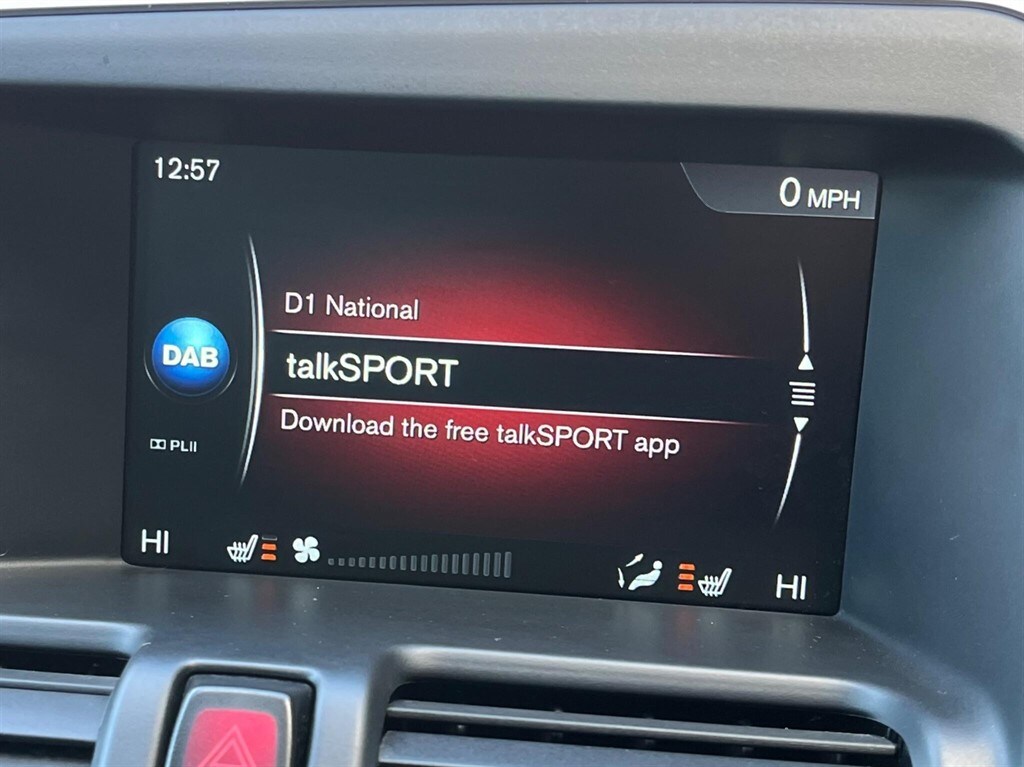 12:57
0 MPH
D1 National
DAB
talkSPORT
Download the free talkSPORT app
PLII
HI
HI